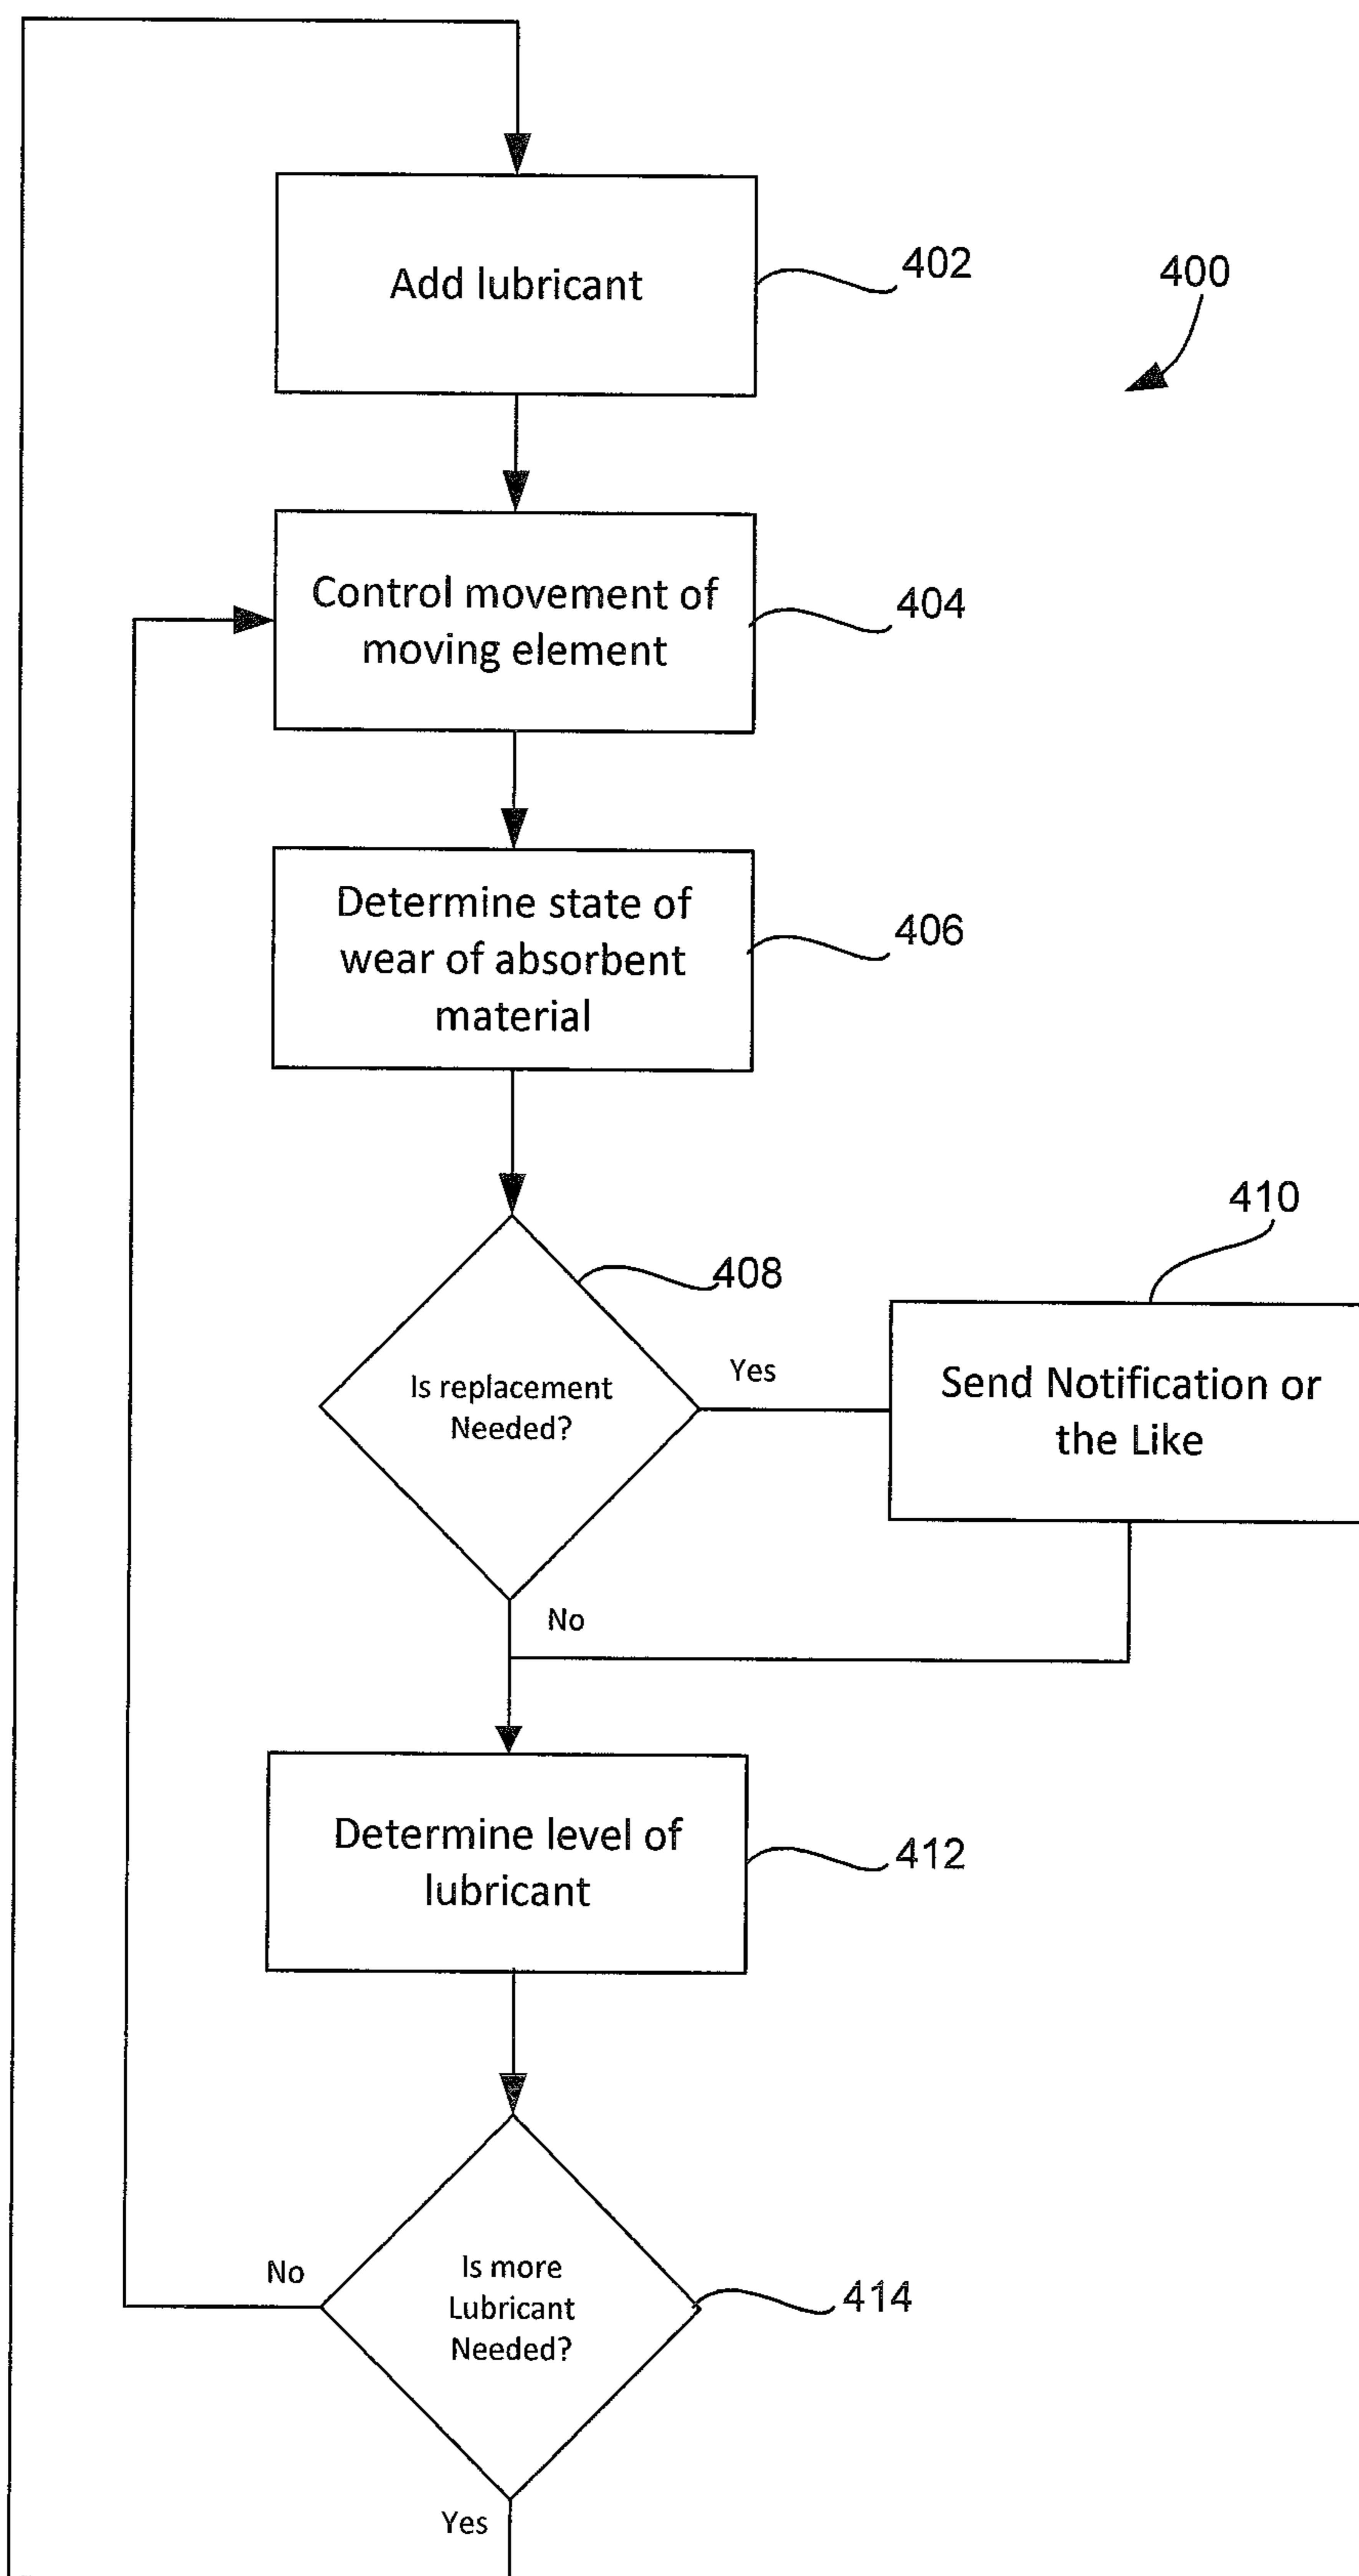 Add lubricant
402
400
Control movement of
moving element
404
Determine state of
wear of absorbent
material
406
408
Is replacement
Needed?
Yes
410
Send Notification or
the Like
No
Determine level of
lubricant
412
Is more
Lubricant
Needed?
No
414
Yes